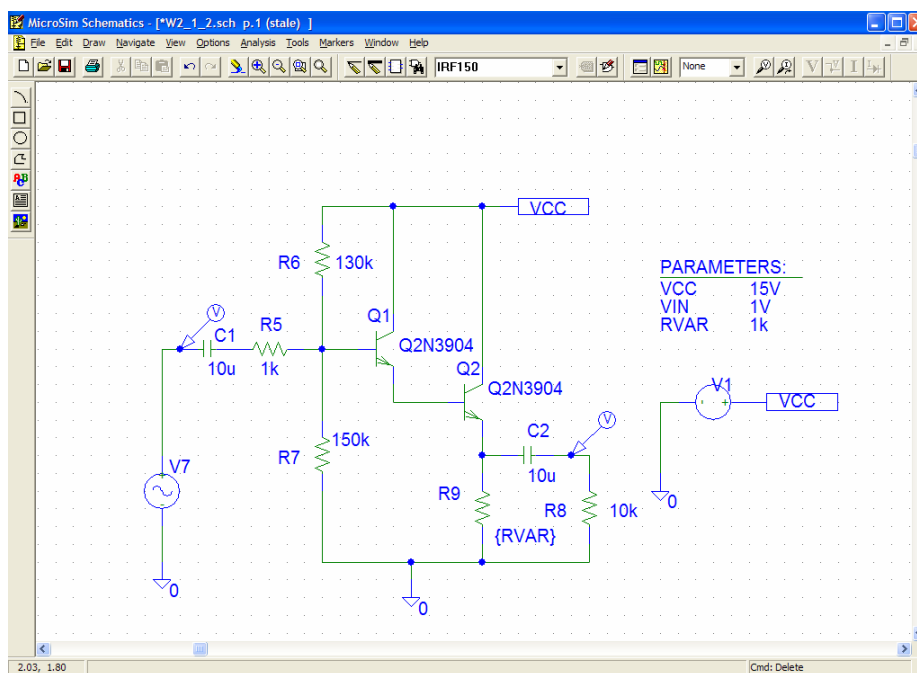 MicroSim Schematics - [*W2_1_2.sch p.1 (stale) ]
File Edit Draw Navigate View Options Analysis Tools Markers Window Help
IRF150 None
VCC
R6 130k
PARAMETERS:
VCC 15V
VIN 1V
RVAR 1k
V
C1
10u
R5
1k
Q1
Q2N3904
Q2
Q2N3904
V1
VCC
0
V
C2
10u
150k
R7
V7
R9
{RVAR}
R8
10k
0
0
2.03, 1.80 Cmd: Delete